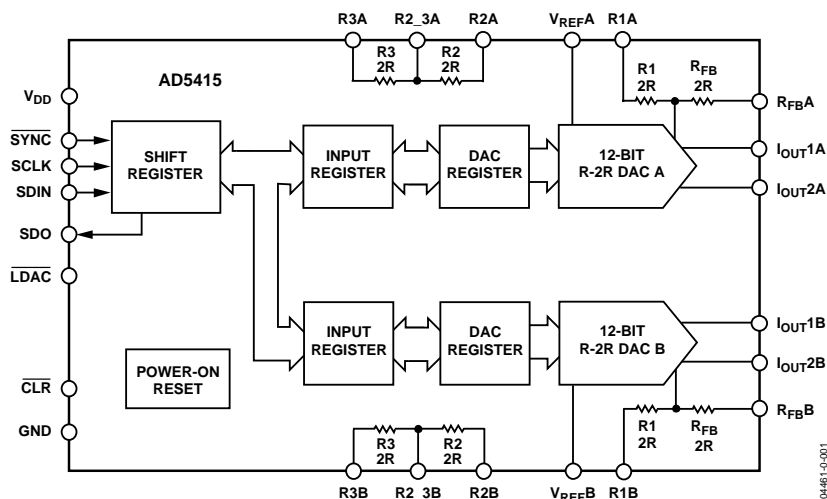 R3A R2_3A R2A VREFA R1A
R3
2R
R2
2R
R1
2R
RFB
2R
AD5415
VDD
SYNC
SCLK
SDIN
SDO
LDAC
CLR
GND
SHIFT
REGISTER
INPUT
REGISTER
DAC
REGISTER
12-BIT
R-2R DAC A
RFBA
IOUT1A
IOUT2A
INPUT
REGISTER
DAC
REGISTER
12-BIT
R-2R DAC B
IOUT1B
IOUT2B
RFBB
POWER-ON
RESET
R3
2R
R2
2R
R1
2R
RFB
2R
R3B R2_3B R2B VREFB R1B
04461-0-001